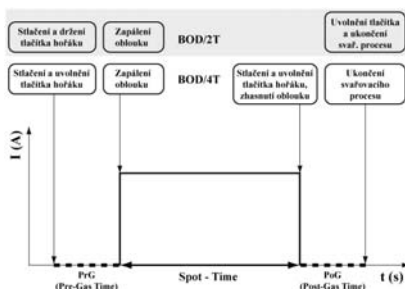 Stlačení a držení
tlačítka hořáku
Zapálení
oblouku
BOD/2T
Uvolnění tlačítka
a ukončení
svař. procesu
Stlačení a uvolnění
tlačítka hořáku
Zapálení
oblouku
BOD/4T
Stlačení a uvolnění
tlačítka hořáku,
zhasnutí oblouku
Ukončení
svařovacího
procesu
I (A)
PrG
(Pre-Gas Time)
Spot - Time
PoG
(Post-Gas Time)
t (s)